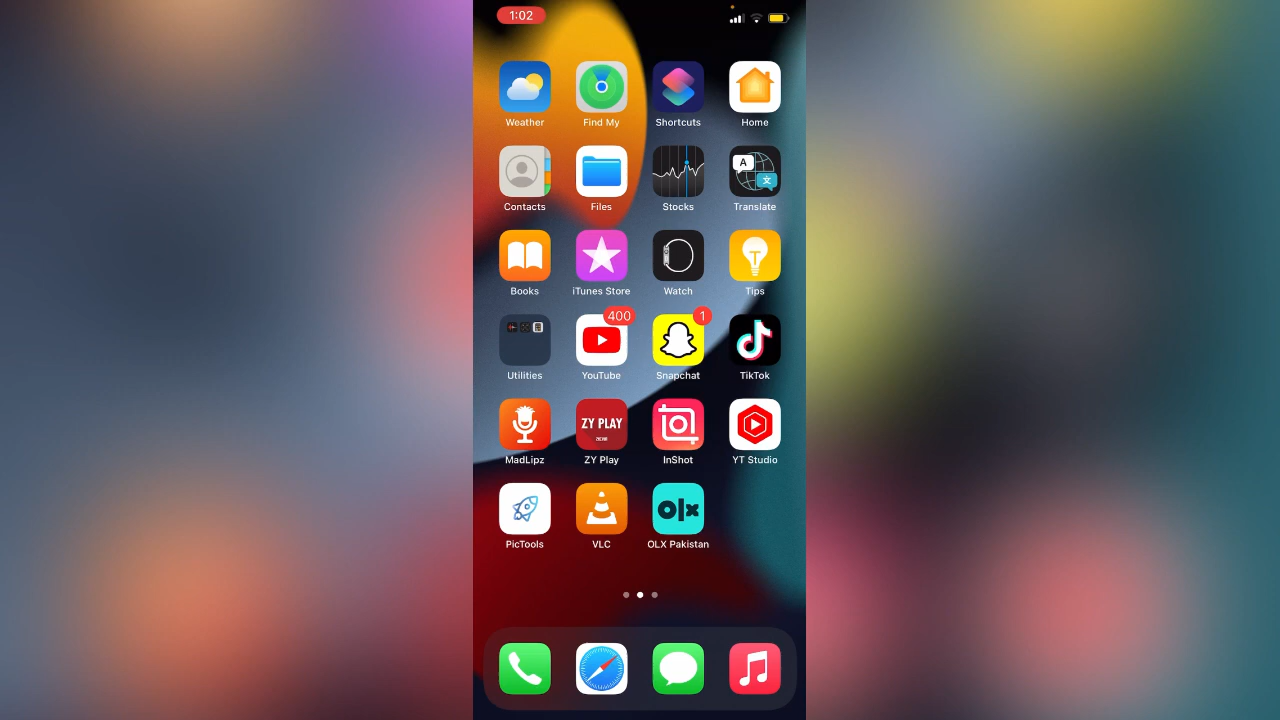 1:02
Weather Find My Shortcuts Home
A 文
Contacts Files Stocks Translate
Books iTunes Store Watch Tips
400 1
Utilities YouTube Snapchat TikTok
ZY PLAY
MadLipz ZY Play InShot YT Studio
olx
PicTools VLC OLX Pakistan